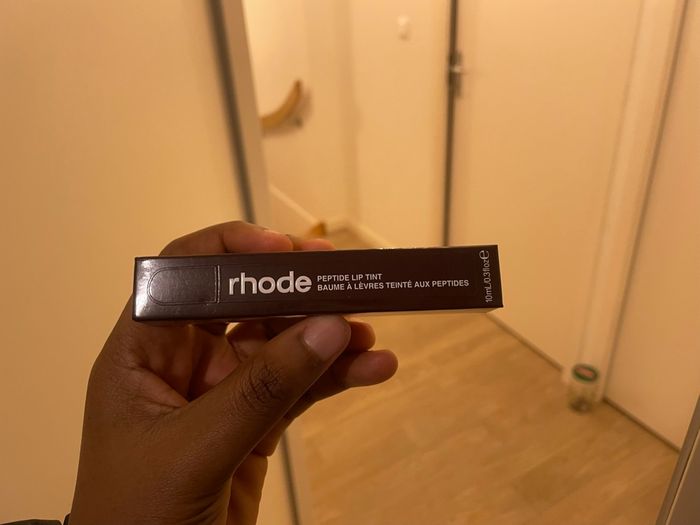 rhode
PEPTIDE LIP TINT
BAUME À LÈVRES TEINTÉ AUX PEPTIDES
10mL/0.3floz℮